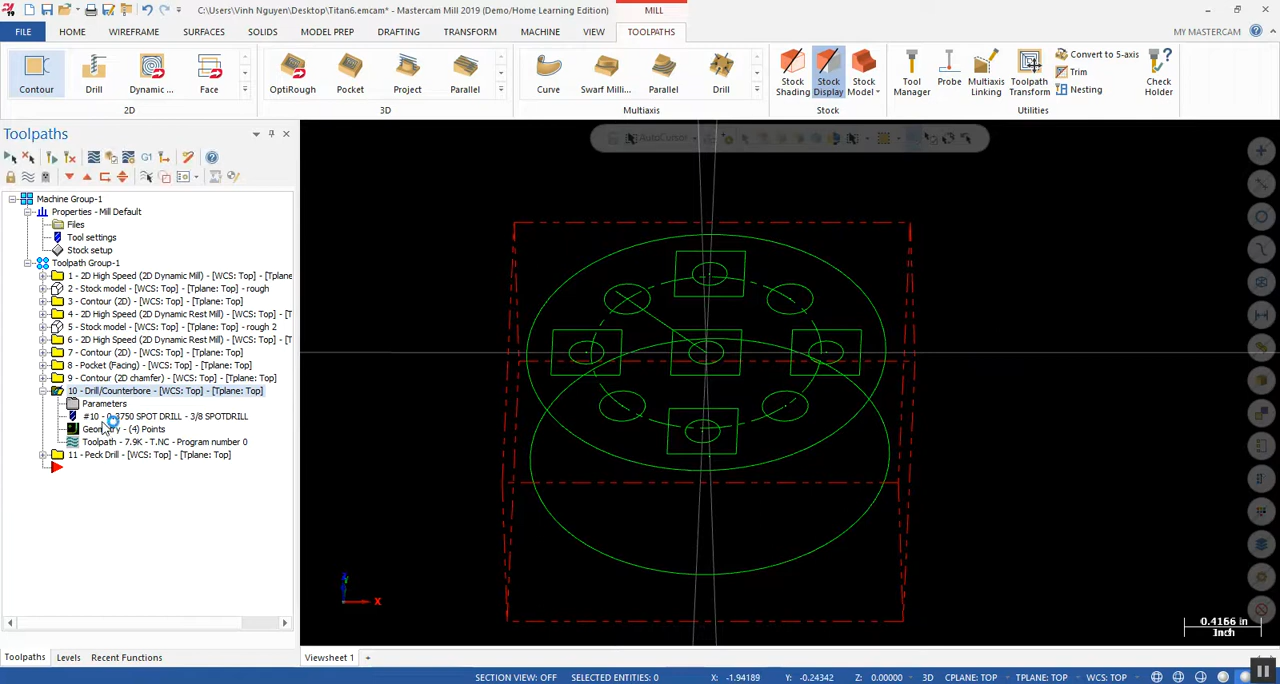 C:\Users\Vinh Nguyen\Desktop\Titan6.emcam* - Mastercam Mill 2019 (Demo/Home Learning Edition)
MILL
FILE HOME WIREFRAME SURFACES SOLIDS MODEL PREP DRAFTING TRANSFORM MACHINE VIEW TOOLPATHS MY MASTERCAM
Contour Drill Dynamic ... Face
2D
OptiRough Pocket Project Parallel
3D
Curve Swarf Milli... Parallel Drill
Multiaxis
Stock Shading Stock Display Stock Model
Stock
Tool Manager Probe Multiaxis Linking Toolpath Transform
Convert to 5-axis
Trim
Nesting
Check Holder
Utilities
Toolpaths
G1
AutoCursor
Machine Group-1
Properties - Mill Default
Files
Tool settings
Stock setup
Toolpath Group-1
1 - 2D High Speed (2D Dynamic Mill) - [WCS: Top] - [Tplane
2 - Stock model - [WCS: Top] - [Tplane: Top] - rough
3 - Contour (2D) - [WCS: Top] - [Tplane: Top]
4 - 2D High Speed (2D Dynamic Rest Mill) - [WCS: Top] - [T
5 - Stock model - [WCS: Top] - [Tplane: Top] - rough 2
6 - 2D High Speed (2D Dynamic Rest Mill) - [WCS: Top] - [T
7 - Contour (2D) - [WCS: Top] - [Tplane: Top]
8 - Pocket (Facing) - [WCS: Top] - [Tplane: Top]
9 - Contour (2D chamfer) - [WCS: Top] - [Tplane: Top]
10 - Drill/Counterbore - [WCS: Top] - [Tplane: Top]
Parameters
#10 - 0.3750 SPOT DRILL - 3/8 SPOTDRILL
Geometry - (4) Points
Toolpath - 7.9K - T.NC - Program number 0
11 - Peck Drill - [WCS: Top] - [Tplane: Top]
X
0.4166 in
Inch
Toolpaths Levels Recent Functions
Viewsheet 1 +
SECTION VIEW: OFF SELECTED ENTITIES: 0 X: -1.94189 Y: -0.24342 Z: 0.00000 3D CPLANE: TOP TPLANE: TOP WCS: TOP